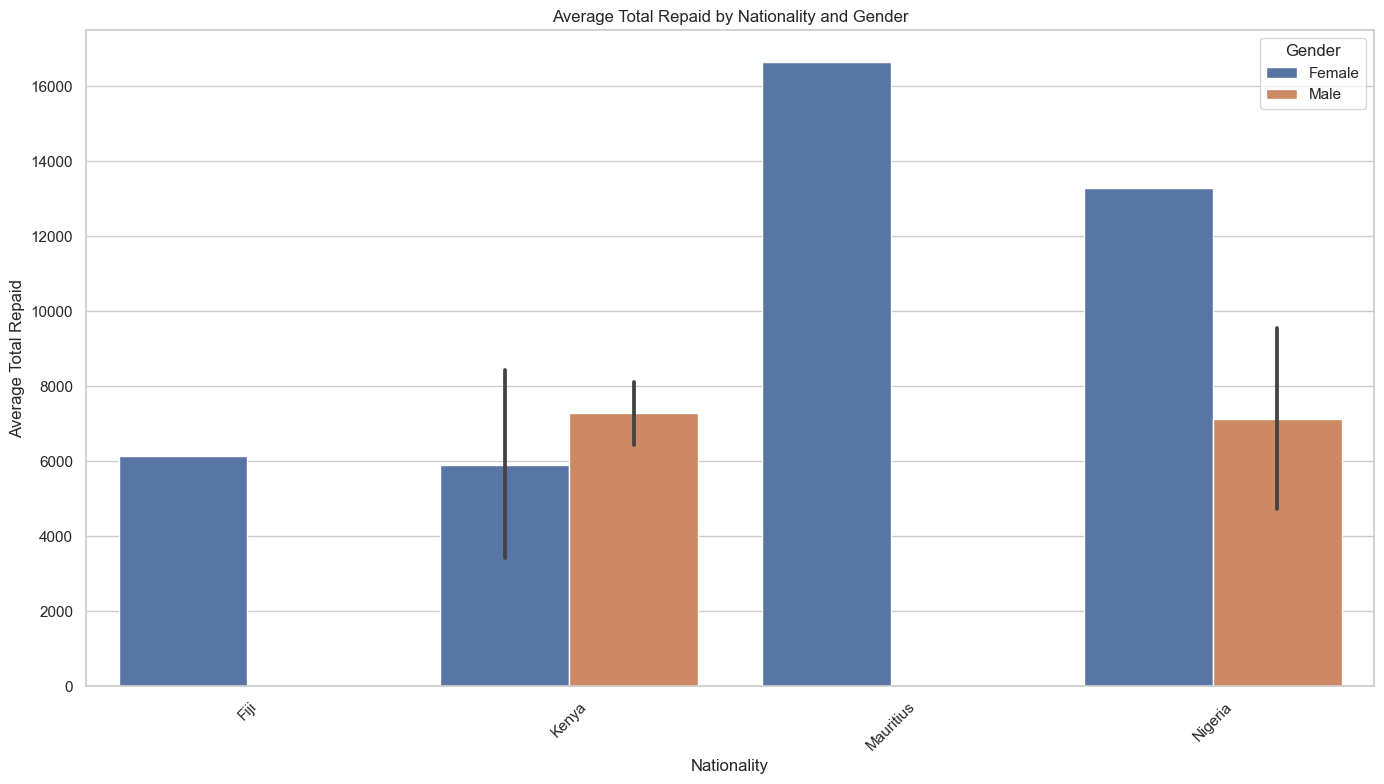 Average Total Repaid by Nationality and Gender
Gender
Female
Male
Average Total Repaid
16000
14000
12000
10000
8000
6000
4000
2000
0
Fiji
Kenya
Mauritius
Nigeria
Nationality